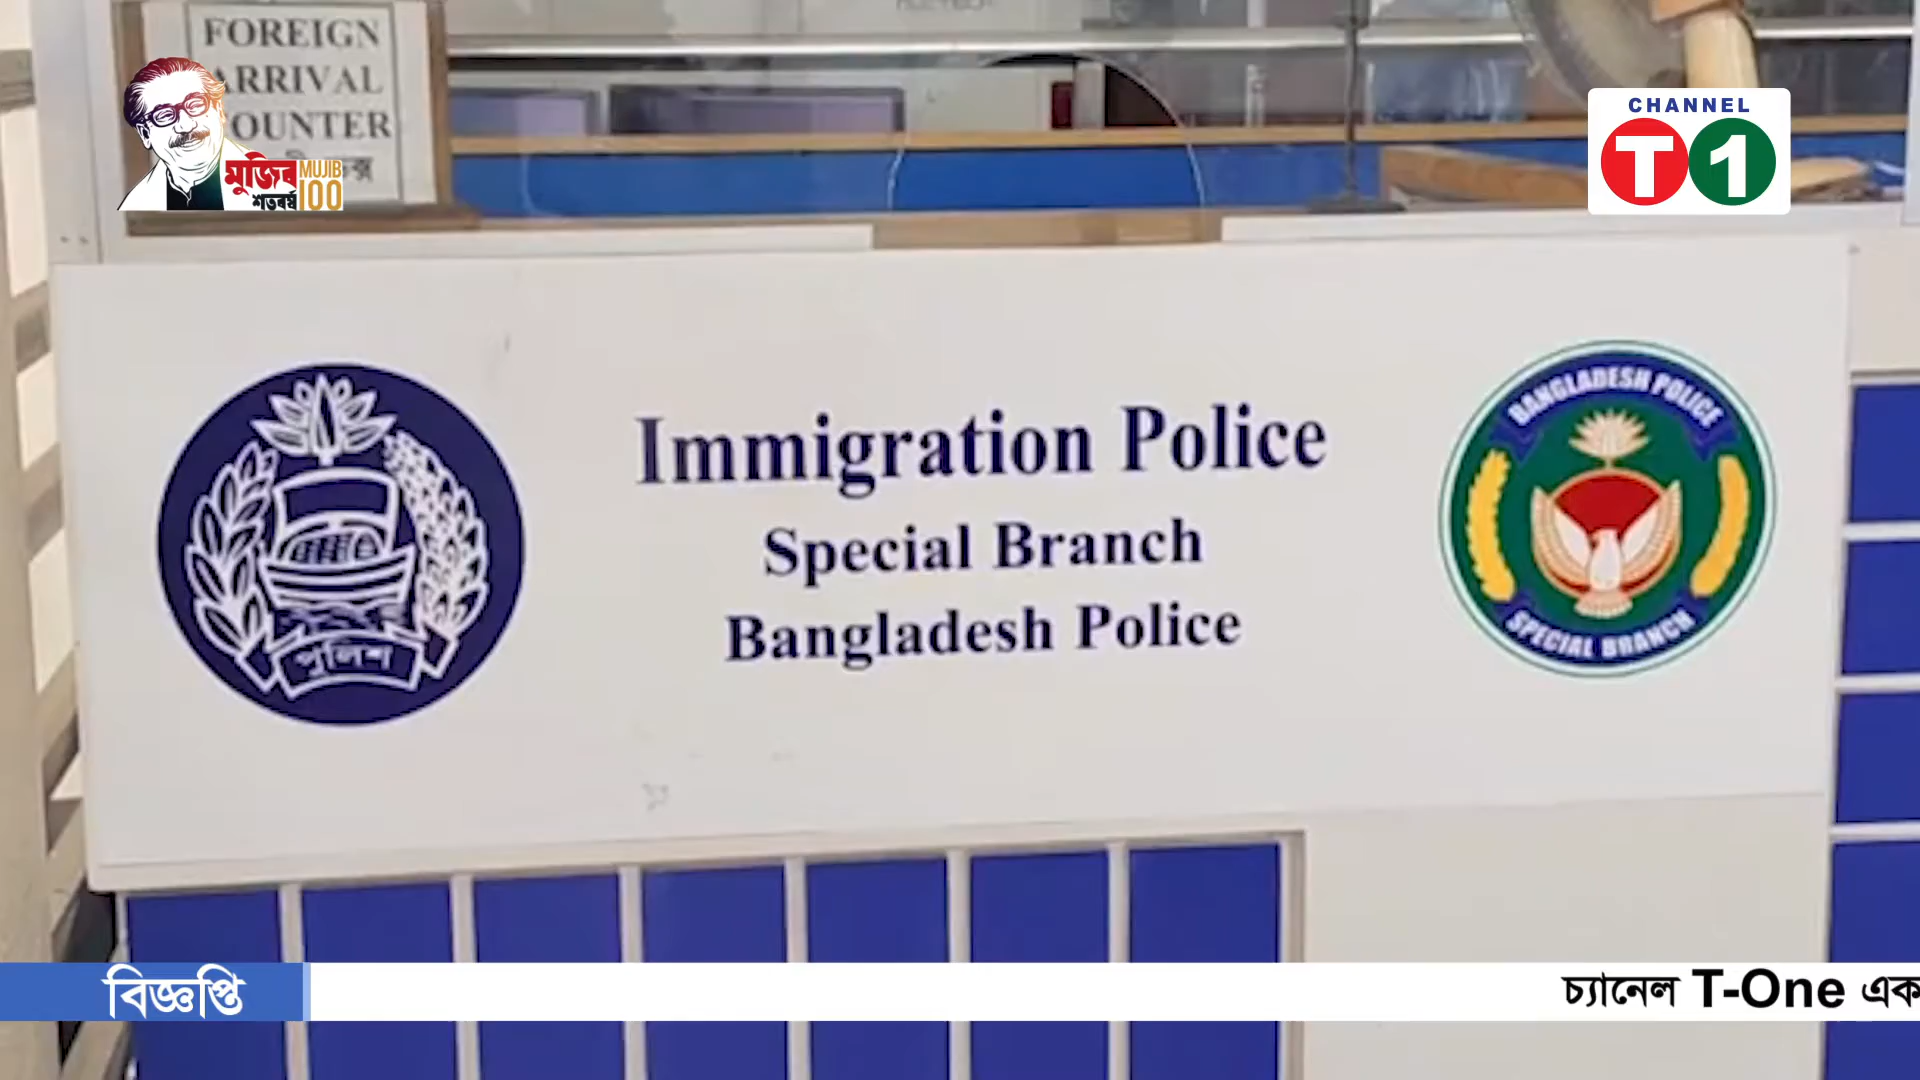 FOREIGN
ARRIVAL
COUNTER
মুজিব
শতবর্ষ
MUJIB
100
CHANNEL
T1
পুলিশ
Immigration Police
Special Branch
Bangladesh Police
BANGLADESH POLICE
SPECIAL BRANCH
বিজ্ঞপ্তি
চ্যানেল T-One এক